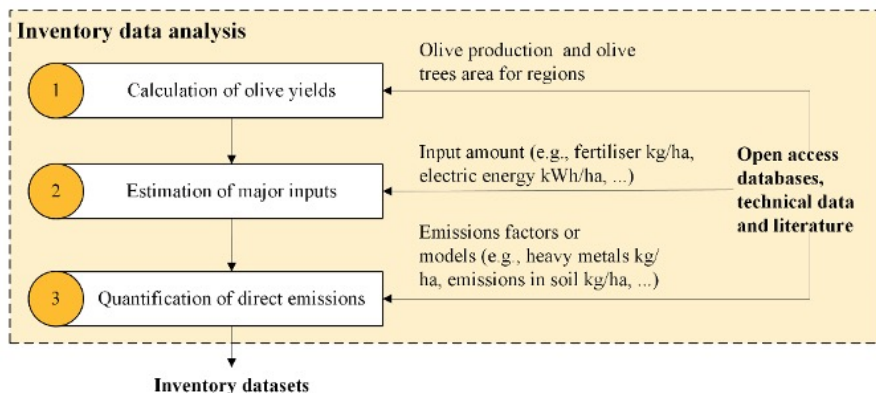 Inventory data analysis
Olive production and olive
trees area for regions
1
Calculation of olive yields
Input amount (e.g., fertiliser kg/ha,
electric energy kWh/ha, ...)
2
Estimation of major inputs
Open access
databases,
technical data
and literature
Emissions factors or
models (e.g., heavy metals kg/
ha, emissions in soil kg/ha, ...)
3
Quantification of direct emissions
Inventory datasets